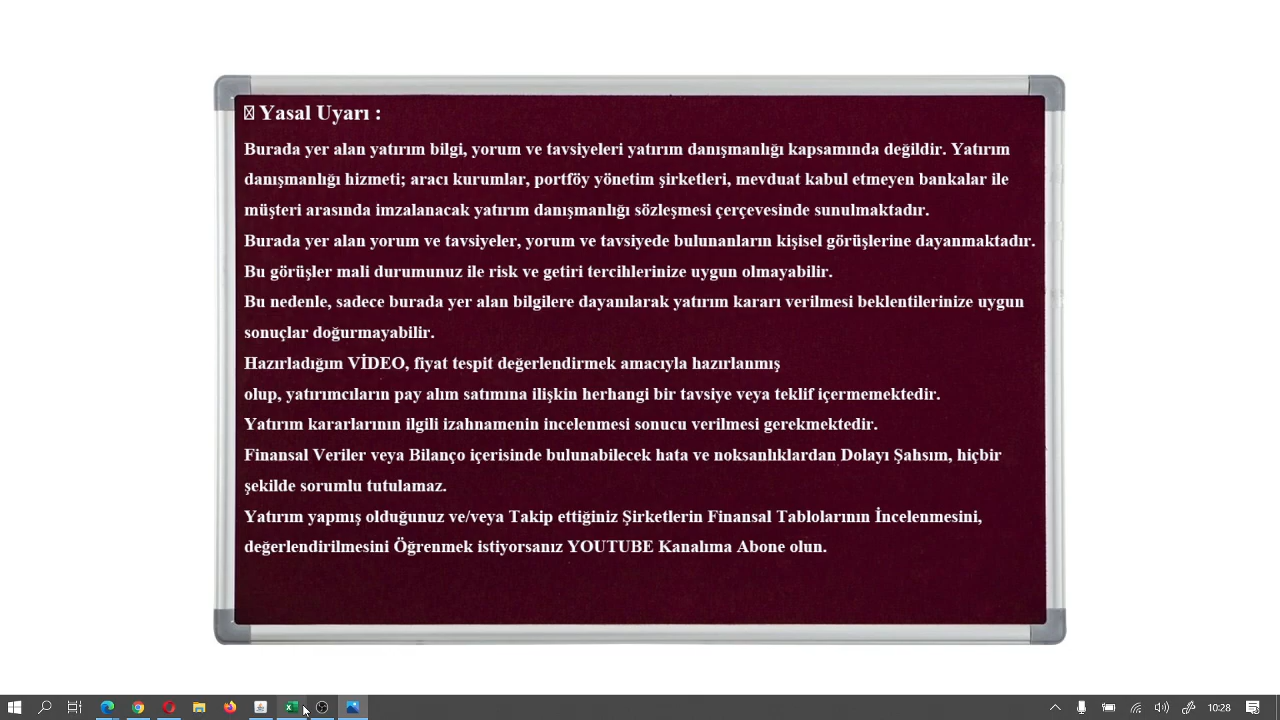 Yasal Uyarı :
Burada yer alan yatırım bilgi, yorum ve tavsiyeleri yatırım danışmanlığı kapsamında değildir. Yatırım
danışmanlığı hizmeti; aracı kurumlar, portföy yönetim şirketleri, mevduat kabul etmeyen bankalar ile
müşteri arasında imzalanacak yatırım danışmanlığı sözleşmesi çerçevesinde sunulmaktadır.
Burada yer alan yorum ve tavsiyeler, yorum ve tavsiyede bulunanların kişisel görüşlerine dayanmaktadır.
Bu görüşler mali durumunuz ile risk ve getiri tercihlerinize uygun olmayabilir.
Bu nedenle, sadece burada yer alan bilgilere dayanılarak yatırım kararı verilmesi beklentilerinize uygun
sonuçlar doğurmayabilir.
Hazırladığım VİDEO, fiyat tespit değerlendirmek amacıyla hazırlanmış
olup, yatırımcıların pay alım satımına ilişkin herhangi bir tavsiye veya teklif içermemektedir.
Yatırım kararlarının ilgili izahnamenin incelenmesi sonucu verilmesi gerekmektedir.
Finansal Veriler veya Bilanço içerisinde bulunabilecek hata ve noksanlıklardan Dolayı Şahsım, hiçbir
şekilde sorumlu tutulamaz.
Yatırım yapmış olduğunuz ve/veya Takip ettiğiniz Şirketlerin Finansal Tablolarının İncelenmesini,
değerlendirilmesini Öğrenmek istiyorsanız YOUTUBE Kanalıma Abone olun.
10:28